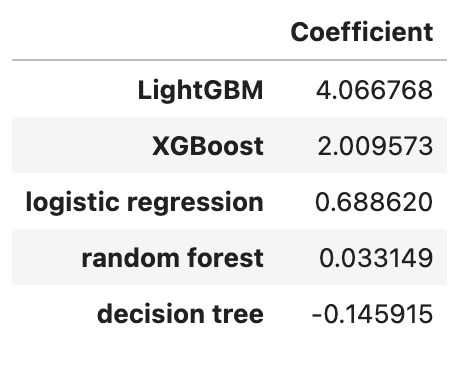 Coefficient
LightGBM 4.066768
XGBoost 2.009573
logistic regression 0.688620
random forest 0.033149
decision tree -0.145915